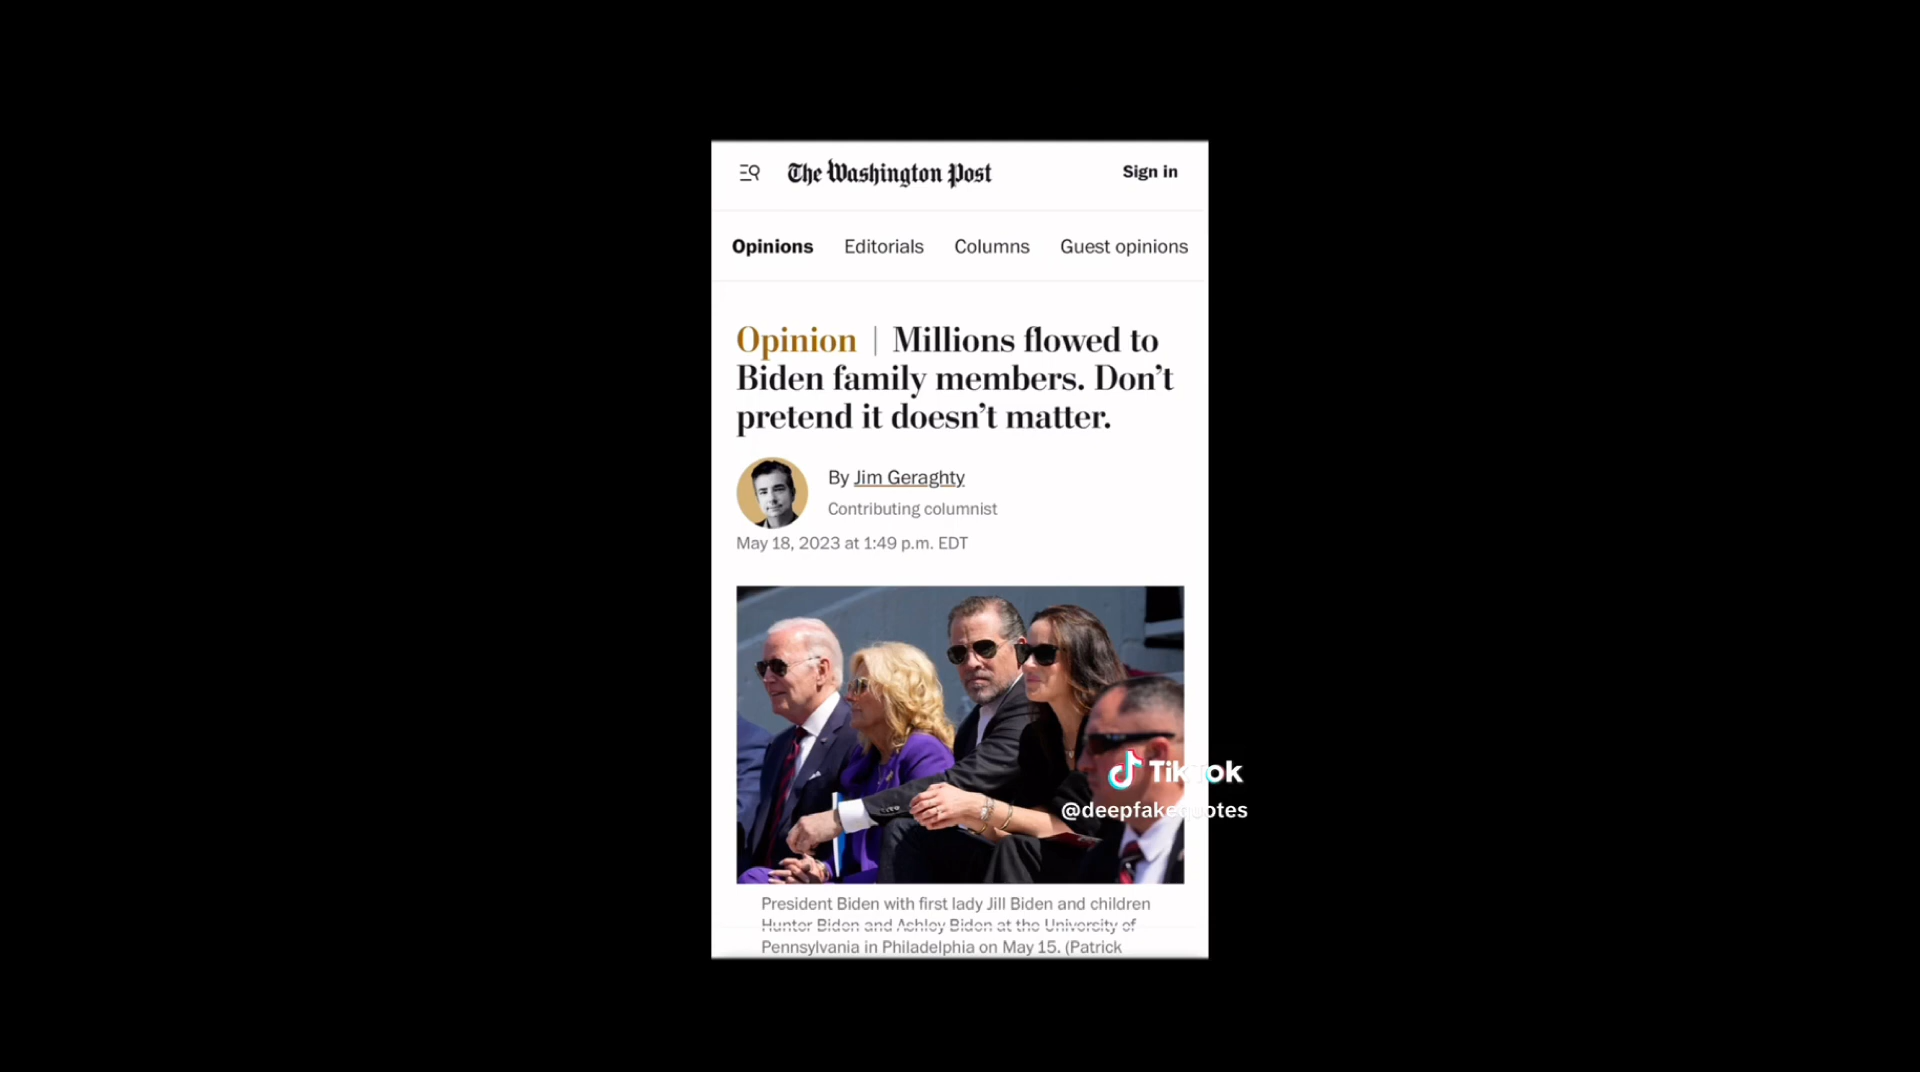 The Washington Post
Sign in
Opinions Editorials Columns Guest opinions
Opinion | Millions flowed to
Biden family members. Don't
pretend it doesn't matter.
By Jim Geraghty
Contributing columnist
May 18, 2023 at 1:49 p.m. EDT
TikTok
@deepfakequotes
President Biden with first lady Jill Biden and children
Hunter Biden and Ashley Biden at the University of
Pennsylvania in Philadelphia on May 15. (Patrick